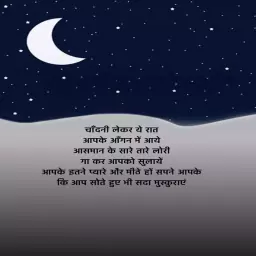 चाँदनी लेकर ये रात
आपके आँगन में आये
आसमान के सारे तारे लोरी
गा कर आपको सुलायें
आपके इतने प्यारे और मीठे हों सपने आपके
कि आप सोते हुए भी सदा मुस्कुराएं